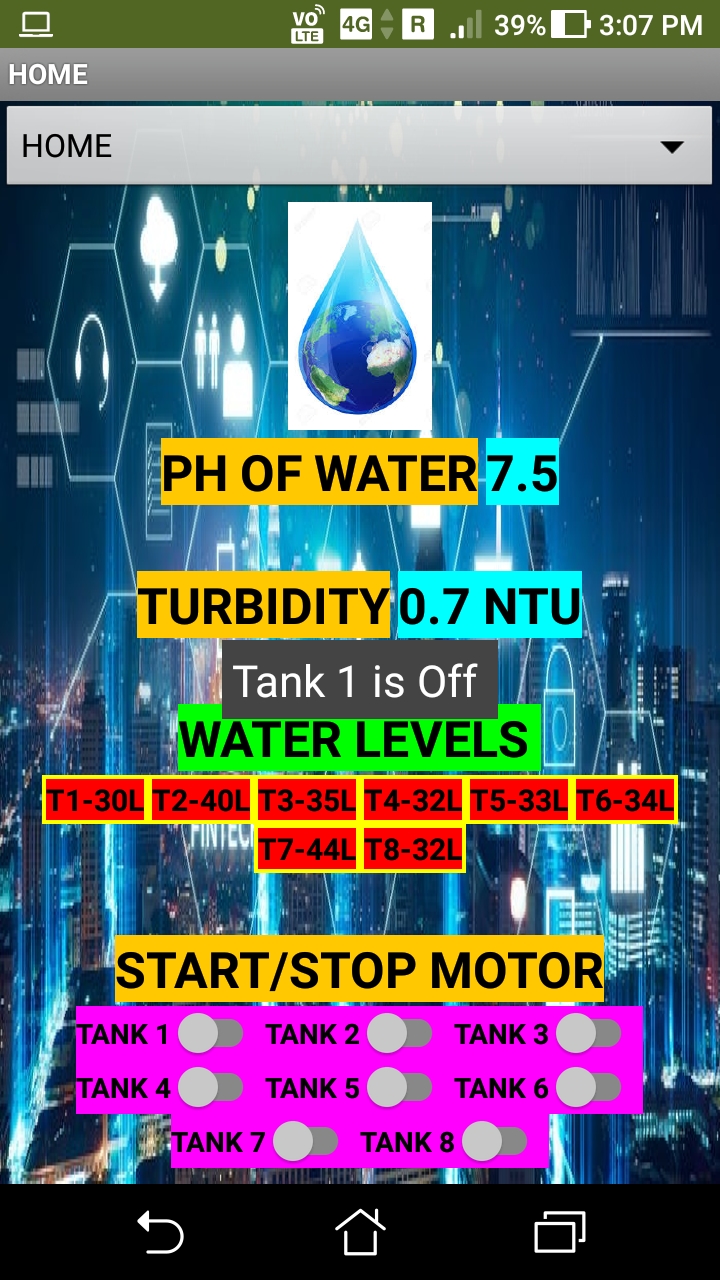 VO LTE 4G R 39% 3:07 PM
HOME
HOME
PH OF WATER 7.5
TURBIDITY 0.7 NTU
Tank 1 is Off
WATER LEVELS
T1-30L T2-40L T3-35L T4-32L T5-33L T6-34L
T7-44L T8-32L
FINTECH
START/STOP MOTOR
TANK 1 TANK 2 TANK 3
TANK 4 TANK 5 TANK 6
TANK 7 TANK 8